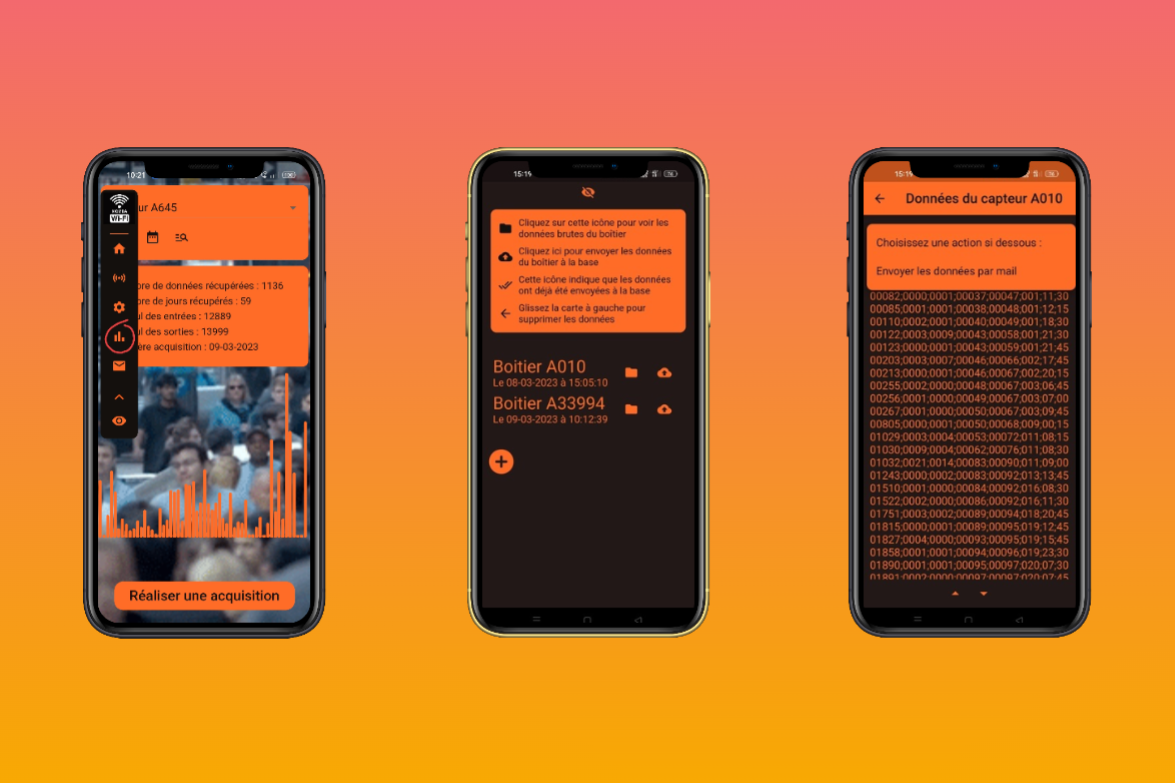 10:21
Wi-Fi
ur A645
re de données récupérées : 1136
re de jours récupérés : 59
l des entrées : 12889
l des sorties : 13999
ère acquisition : 09-03-2023
Réaliser une acquisition
15:19
Cliquez sur cette icône pour voir les
données brutes du boîtier
Cliquez ici pour envoyer les données
du boîtier à la base
Cette icône indique que les données
ont déjà été envoyées à la base
Glissez la carte à gauche pour
supprimer les données
Boitier A010
Le 08-03-2023 à 15:05:10
Boitier A33994
Le 09-03-2023 à 10:12:39
15:19
Données du capteur A010
Choisissez une action si dessous :
Envoyer les données par mail
00082;0000;0001;00037;00047;001;11;30
00085;0001;0001;00038;00048;001;12;15
00110;0002;0001;00040;00049;001;18;30
00122;0003;0009;00043;00058;001;21;30
00123;0000;0001;00043;00059;001;21;45
00203;0003;0007;00046;00066;002;17;45
00213;0000;0001;00046;00067;002;20;15
00255;0002;0000;00048;00067;003;06;45
00256;0001;0000;00049;00067;003;07;00
00267;0001;0000;00050;00067;003;09;45
00805;0000;0001;00050;00068;009;00;15
01029;0003;0004;00053;00072;011;08;15
01030;0009;0004;00062;00076;011;08;30
01032;0021;0014;00083;00090;011;09;00
01243;0000;0002;00083;00092;013;13;45
01510;0001;0000;00084;00092;016;08;30
01522;0002;0000;00086;00092;016;11;30
01751;0003;0002;00089;00094;018;20;45
01815;0000;0001;00089;00095;019;12;45
01827;0004;0000;00093;00095;019;15;45
01858;0001;0001;00094;00096;019;23;30
01890;0001;0001;00095;00097;020;07;30
01891;0002;0000;00097;00097;020;07;45